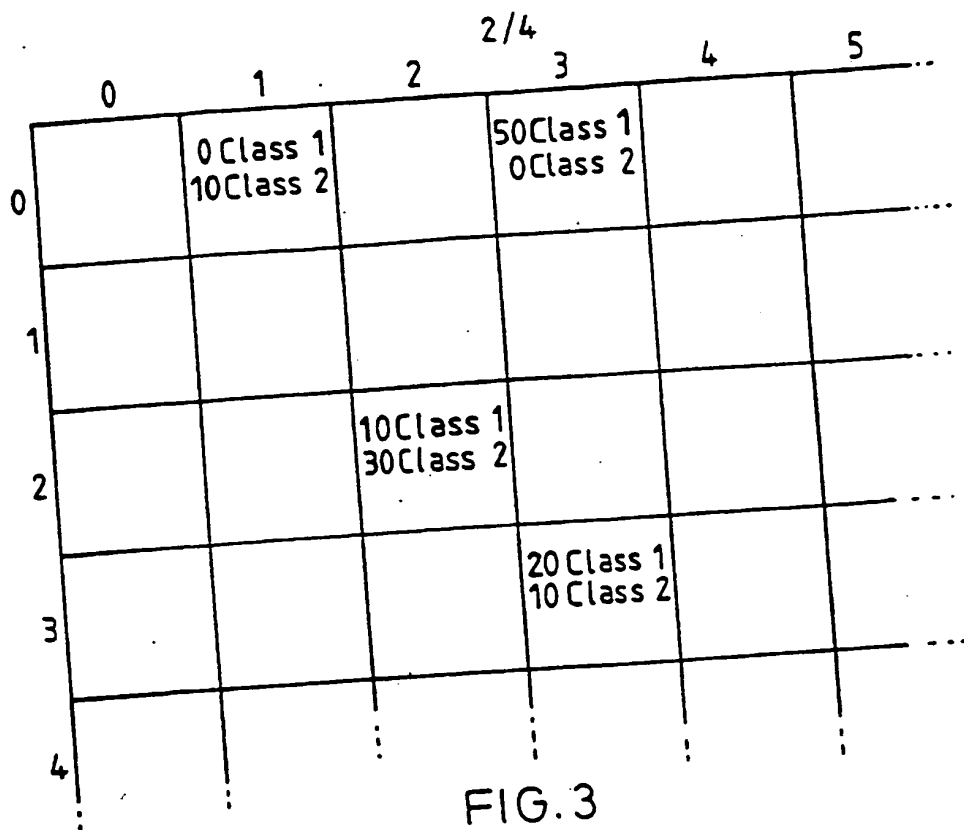 2/4
0 1 2 3 4 5
0
0 Class 1
10 Class 2
50 Class 1
0 Class 2
1
2
10 Class 1
30 Class 2
3
20 Class 1
10 Class 2
4
FIG. 3